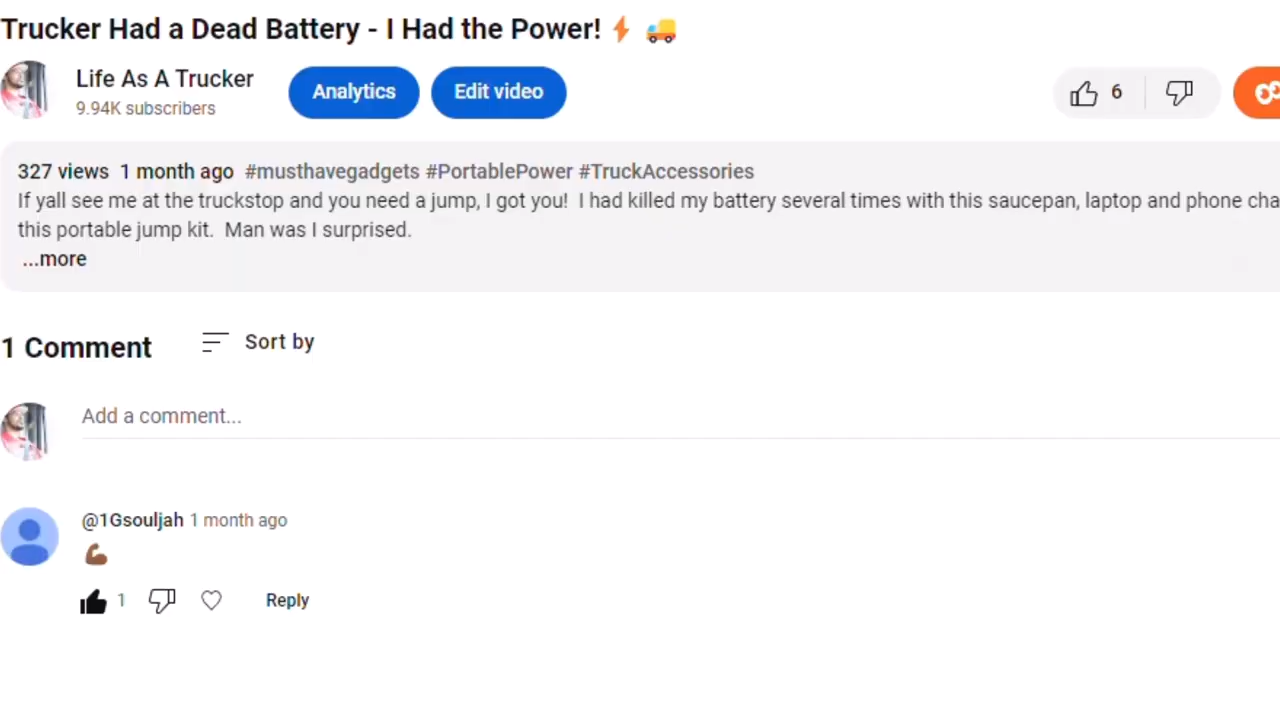 Trucker Had a Dead Battery - I Had the Power! ⚡ 🚚
Life As A Trucker
9.94K subscribers
Analytics
Edit video
6
327 views 1 month ago #musthavegadgets #PortablePower #TruckAccessories
If yall see me at the truckstop and you need a jump, I got you! I had killed my battery several times with this saucepan, laptop and phone cha
this portable jump kit. Man was I surprised.
...more
1 Comment
Sort by
Add a comment...
@1Gsouljah 1 month ago
💪🏾
1
Reply